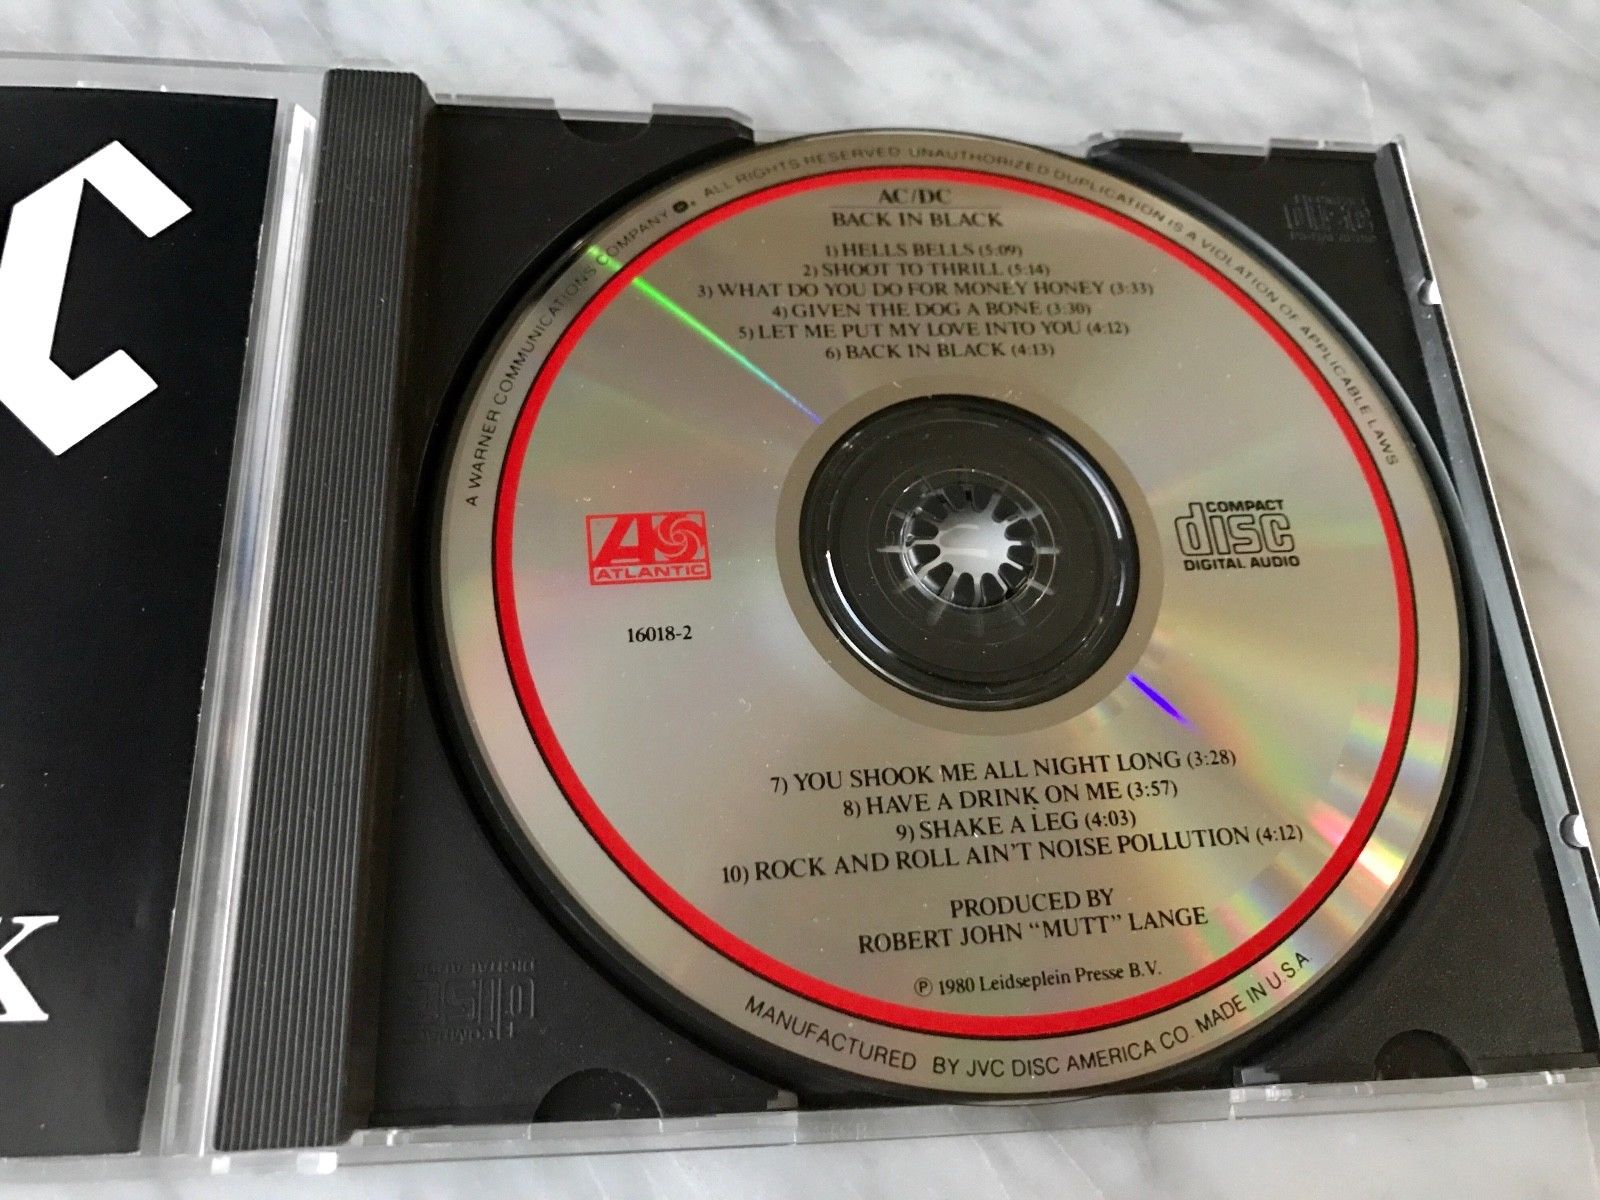 A WARNER COMMUNICATIONS COMPANY. ALL RIGHTS RESERVED. UNAUTHORIZED DUPLICATION IS A VIOLATION OF APPLICABLE LAWS
AC/DC
BACK IN BLACK
1) HELLS BELLS (5:09)
2) SHOOT TO THRILL (5:14)
3) WHAT DO YOU DO FOR MONEY HONEY (3:33)
4) GIVEN THE DOG A BONE (3:30)
5) LET ME PUT MY LOVE INTO YOU (4:12)
6) BACK IN BLACK (4:13)
ATLANTIC
16018-2
COMPACT
disc
DIGITAL AUDIO
7) YOU SHOOK ME ALL NIGHT LONG (3:28)
8) HAVE A DRINK ON ME (3:57)
9) SHAKE A LEG (4:03)
10) ROCK AND ROLL AIN'T NOISE POLLUTION (4:12)
PRODUCED BY
ROBERT JOHN "MUTT" LANGE
℗ 1980 Leidseplein Presse B.V.
MANUFACTURED BY JVC DISC AMERICA CO. MADE IN U.S.A
C
K